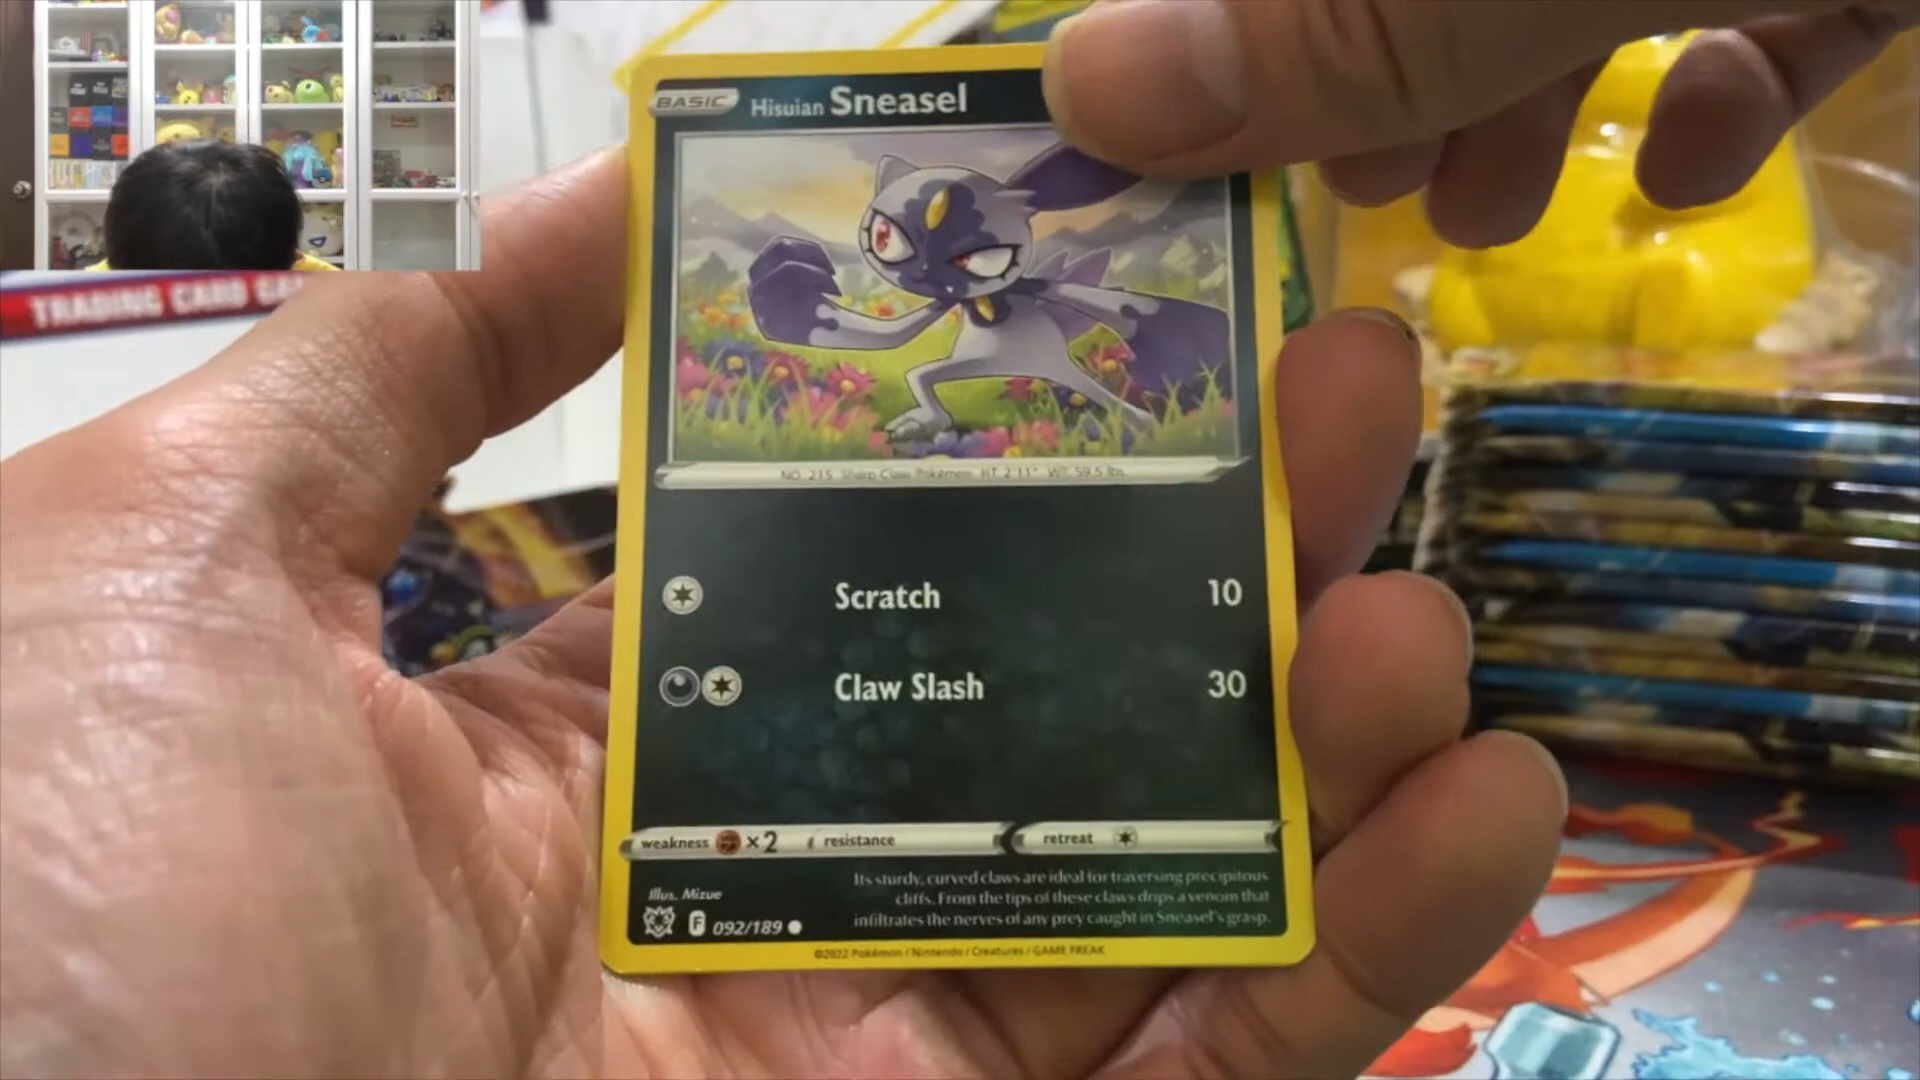 TRADING CARD GA
BASIC
Hisuian Sneasel
NO. 215 Sharp Claw Pokémon HT: 2'11" WT: 59.5 lbs.
Scratch 10
Claw Slash 30
weakness ×2 resistance retreat
Its sturdy, curved claws are ideal for traversing precipitous
cliffs. From the tips of these claws drips a venom that
infiltrates the nerves of any prey caught in Sneasel's grasp.
Illus. Mizue
F 092/189
©2022 Pokémon / Nintendo / Creatures / GAME FREAK